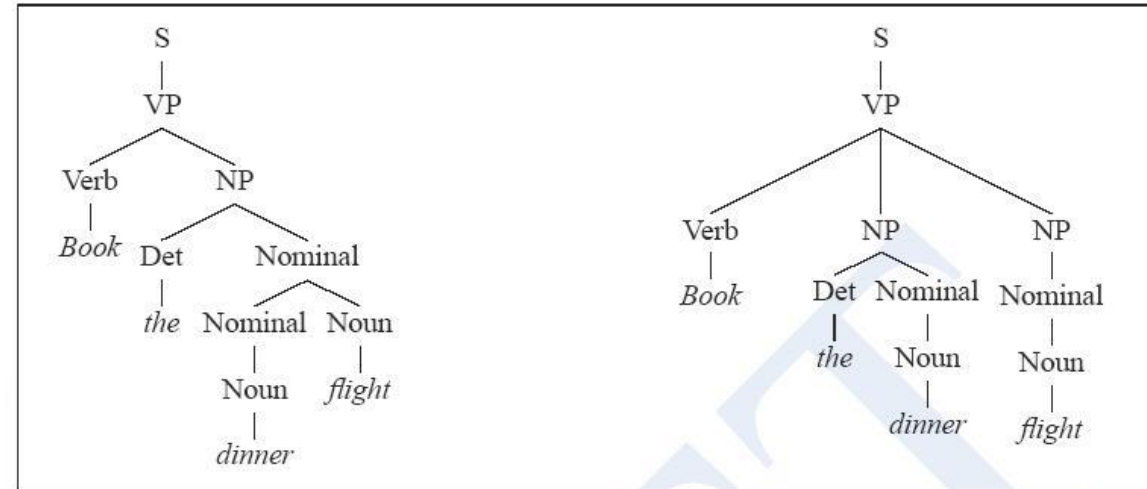 S S
VP VP
Verb NP Verb NP NP
Book Det Nominal Book Det Nominal Nominal
the Nominal Noun the Noun Noun
Noun flight dinner flight
dinner